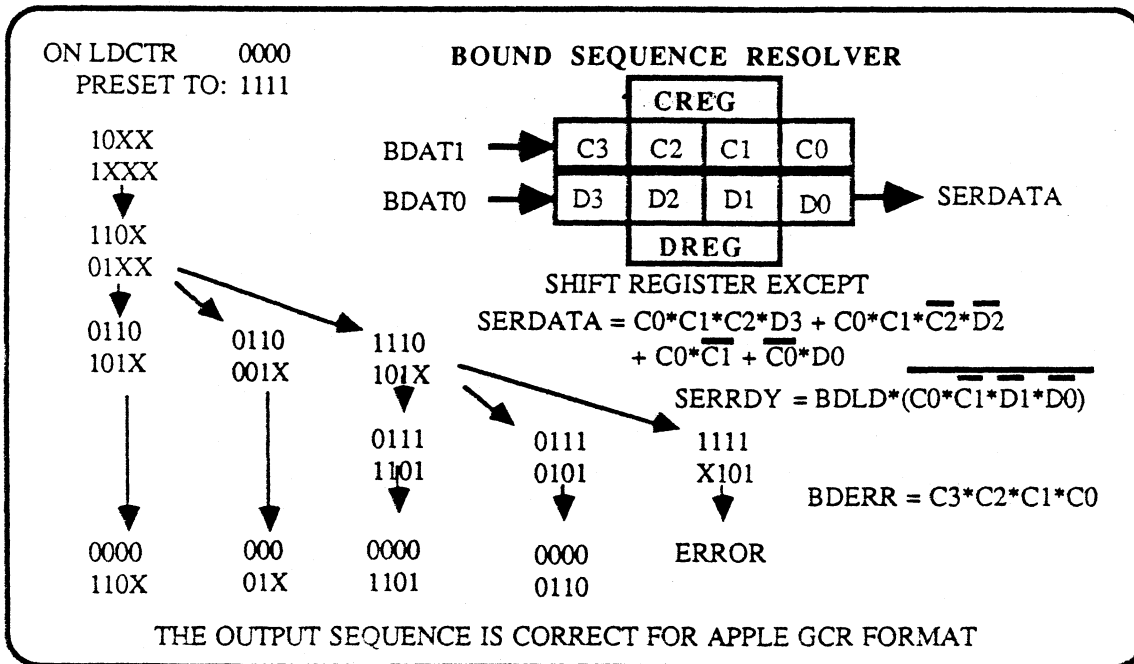 ON LDCTR 0000
PRESET TO: 1111
BOUND SEQUENCE RESOLVER
CREG
BDAT1 C3 C2 C1 C0
BDAT0 D3 D2 D1 D0 SERDATA
DREG
SHIFT REGISTER EXCEPT
SERDATA = C0*C1*C2*D3 + C0*C1*C̅2̅*D̅2̅
+ C0*C̅1̅ + C̅0̅*D0
SERRDY = BDLD*(C0*C1*D1*D0)
BDERR = C3*C2*C1*C0
10XX
1XXX
110X
01XX
0110
101X
0110
001X
1110
101X
0111
1101
0111
0101
1111
X101
0000
110X
000
01X
0000
1101
0000
0110
ERROR
THE OUTPUT SEQUENCE IS CORRECT FOR APPLE GCR FORMAT